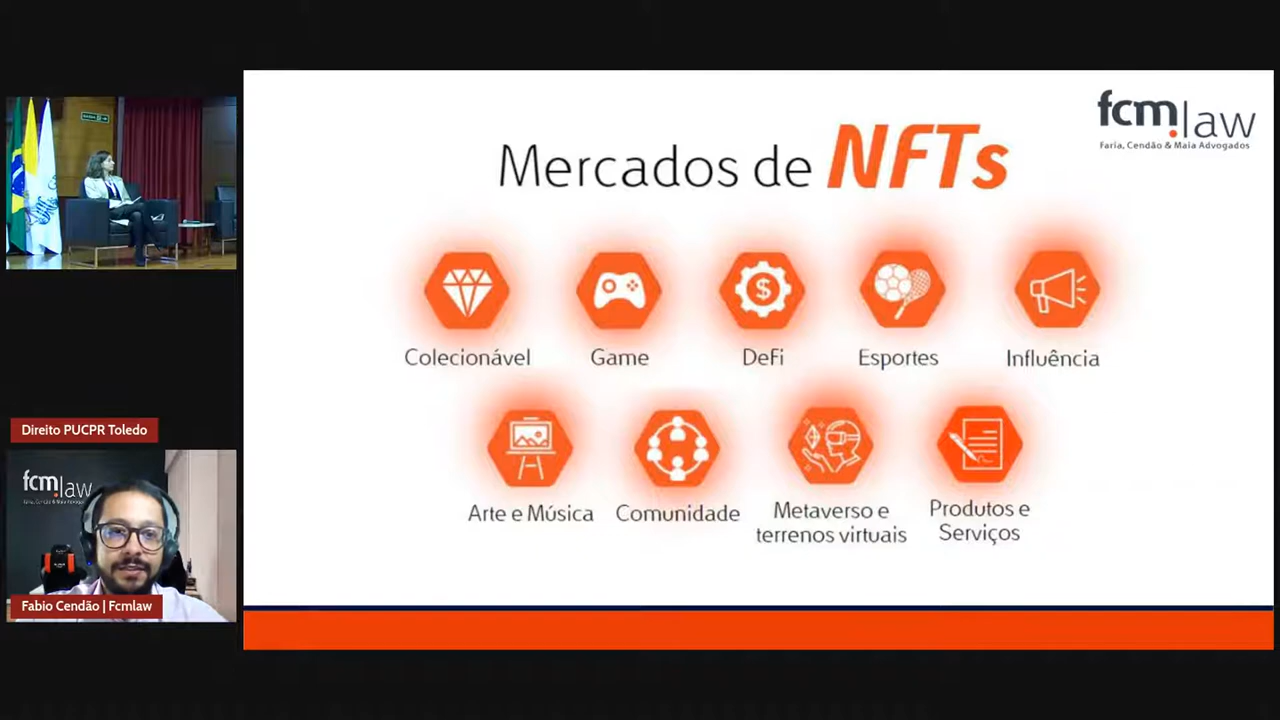 Mercados de NFTs
fcm.law
Faria, Cendão & Maia Advogados
Colecionável
Game
DeFi
Esportes
Influência
Arte e Música
Comunidade
Metaverso e
terrenos virtuais
Produtos e
Serviços
Direito PUCPR Toledo
fcm.law
Fabio Cendão | Fcmlaw